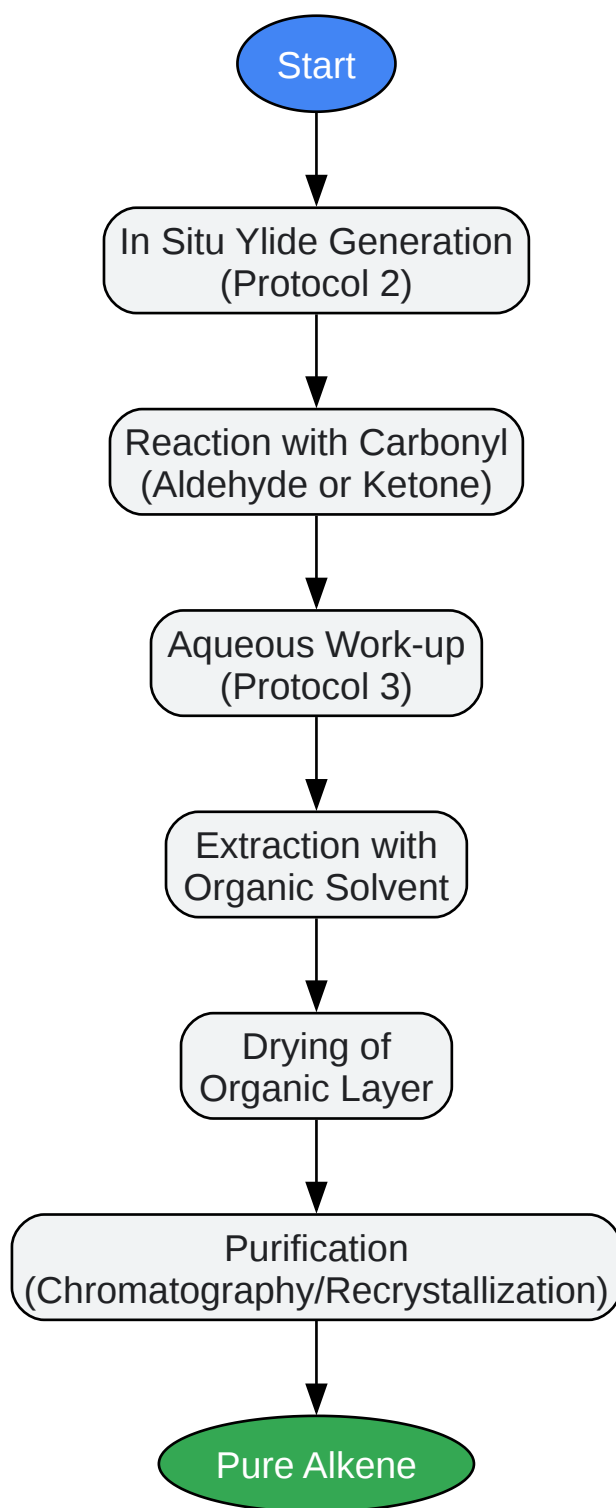 Start
In Situ Ylide Generation
(Protocol 2)
Reaction with Carbonyl
(Aldehyde or Ketone)
Aqueous Work-up
(Protocol 3)
Extraction with
Organic Solvent
Drying of
Organic Layer
Purification
(Chromatography/Recrystallization)
Pure Alkene